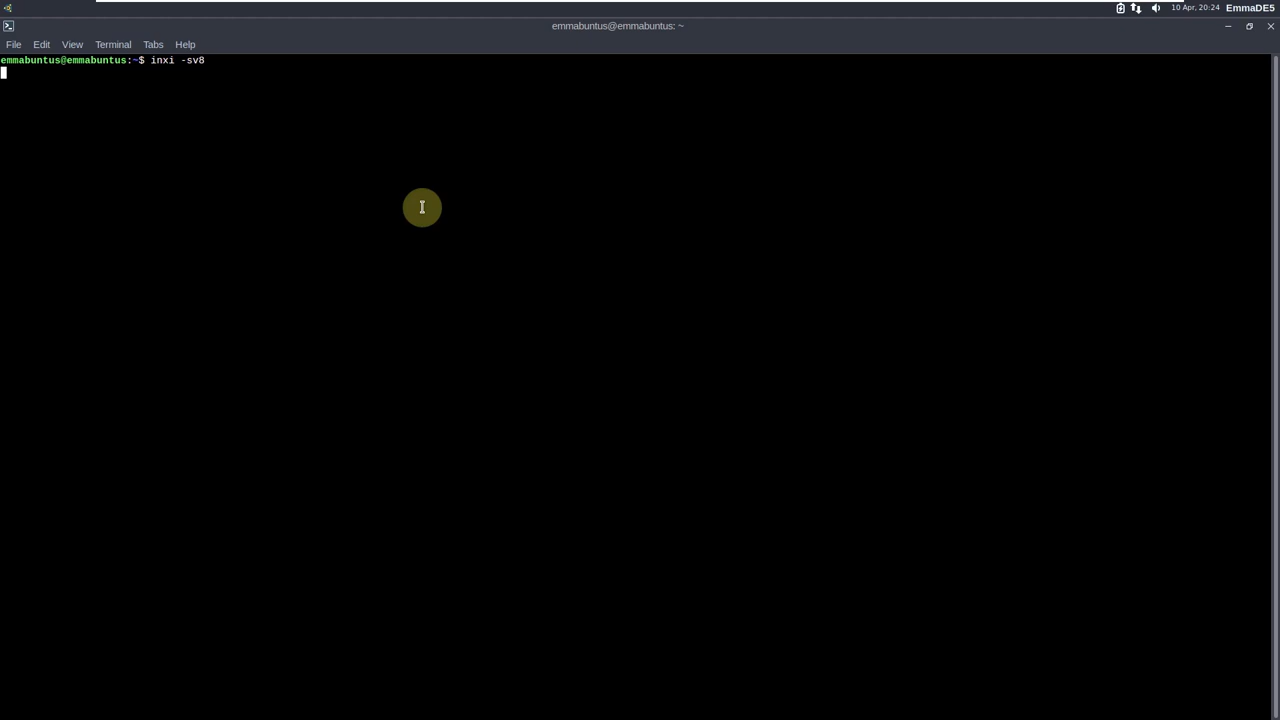 10 Apr, 20:24 EmmaDE5
emmabuntus@emmabuntus: ~
File Edit View Terminal Tabs Help
emmabuntus@emmabuntus:~$ inxi -sv8